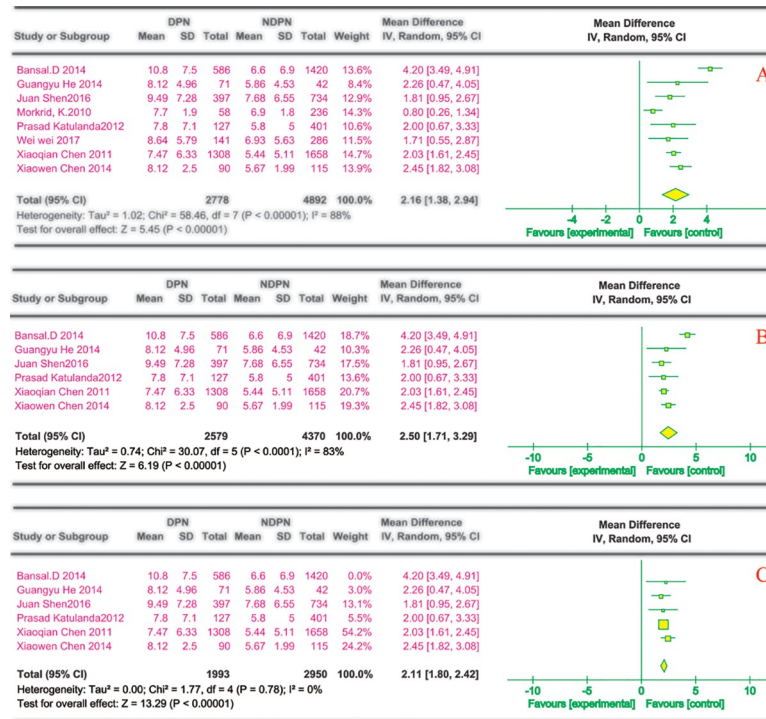 DPN NDPN Mean Difference Mean Difference
Study or Subgroup Mean SD Total Mean SD Total Weight IV, Random, 95% CI IV, Random, 95% CI
A
Bansal.D 2014 10.8 7.5 586 6.6 6.9 1420 13.6% 4.20 [3.49, 4.91]
Guangyu He 2014 8.12 4.96 71 5.86 4.53 42 8.4% 2.26 [0.47, 4.05]
Juan Shen2016 9.49 7.28 397 7.68 6.55 734 12.9% 1.81 [0.95, 2.67]
Morkrid, K.2010 7.7 1.9 58 6.9 1.8 236 14.1% 0.80 [0.26, 1.34]
Prasad Katulanda2012 7.8 7.1 127 5.8 5 401 10.5% 2.00 [0.67, 3.33]
Wei wei 2017 8.64 5.79 141 6.93 5.63 286 11.5% 1.71 [0.55, 2.87]
Xiaoqian Chen 2011 7.47 6.33 1308 5.44 5.11 1658 14.5% 2.03 [1.61, 2.45]
Xiaowen Chen 2014 8.12 2.5 90 5.67 1.99 115 14.5% 2.45 [1.82, 3.08]
Total (95% CI) 2778 4892 100.0% 2.16 [1.38, 2.94]
Heterogeneity: Tau² = 1.02; Chi² = 58.46, df = 7 (P < 0.00001); I² = 88%
Test for overall effect: Z = 5.45 (P < 0.00001)
-4 -2 0 2 4
Favours [experimental] Favours [control]
DPN NDPN Mean Difference Mean Difference
Study or Subgroup Mean SD Total Mean SD Total Weight IV, Random, 95% CI IV, Random, 95% CI
B
Bansal.D 2014 10.8 7.5 586 6.6 6.9 1420 18.7% 4.20 [3.49, 4.91]
Guangyu He 2014 8.12 4.96 71 5.86 4.53 42 10.3% 2.26 [0.47, 4.05]
Juan Shen2016 9.49 7.28 397 7.68 6.55 734 17.5% 1.81 [0.95, 2.67]
Prasad Katulanda2012 7.8 7.1 127 5.8 5 401 13.6% 2.00 [0.67, 3.33]
Xiaoqian Chen 2011 7.47 6.33 1308 5.44 5.11 1658 20.7% 2.03 [1.61, 2.45]
Xiaowen Chen 2014 8.12 2.5 90 5.67 1.99 115 19.3% 2.45 [1.82, 3.08]
Total (95% CI) 2579 4370 100.0% 2.50 [1.71, 3.29]
Heterogeneity: Tau² = 0.74; Chi² = 30.07, df = 5 (P < 0.0001); I² = 83%
Test for overall effect: Z = 6.19 (P < 0.00001)
-10 -5 0 5 10
Favours [experimental] Favours [control]
DPN NDPN Mean Difference Mean Difference
Study or Subgroup Mean SD Total Mean SD Total Weight IV, Random, 95% CI IV, Random, 95% CI
C
Bansal.D 2014 10.8 7.5 586 6.6 6.9 1420 0.0% 4.20 [3.49, 4.91]
Guangyu He 2014 8.12 4.96 71 5.86 4.53 42 3.0% 2.26 [0.47, 4.05]
Juan Shen2016 9.49 7.28 397 7.68 6.55 734 13.1% 1.81 [0.95, 2.67]
Prasad Katulanda2012 7.8 7.1 127 5.8 5 401 5.5% 2.00 [0.67, 3.33]
Xiaoqian Chen 2011 7.47 6.33 1308 5.44 5.11 1658 54.2% 2.03 [1.61, 2.45]
Xiaowen Chen 2014 8.12 2.5 90 5.67 1.99 115 24.2% 2.45 [1.82, 3.08]
Total (95% CI) 1993 2950 100.0% 2.11 [1.80, 2.42]
Heterogeneity: Tau² = 0.00; Chi² = 1.77, df = 4 (P = 0.78); I² = 0%
Test for overall effect: Z = 13.29 (P < 0.00001)
-10 -5 0 5 10
Favours [experimental] Favours [control]